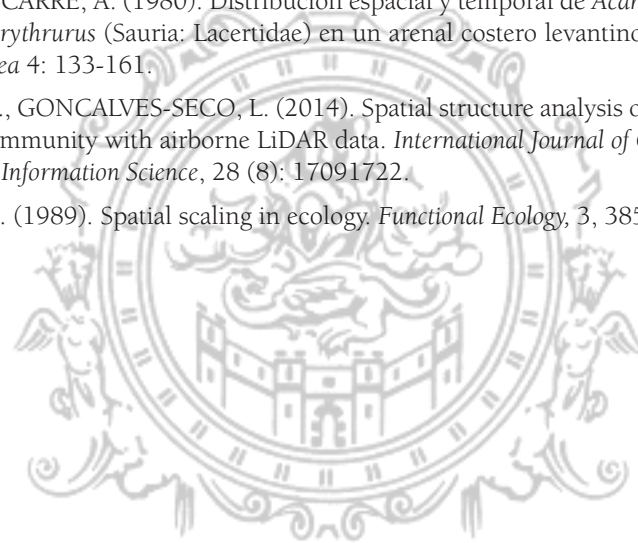 CARRÉ, A. (1980). Distribución espacial y temporal de Acan
rythrurus (Sauria: Lacertidae) en un arenal costero levantino
ea 4: 133-161.
., GONCALVES-SECO, L. (2014). Spatial structure analysis o
mmunity with airborne LiDAR data. International Journal of
Information Science, 28 (8): 17091722.
. (1989). Spatial scaling in ecology. Functional Ecology, 3, 385